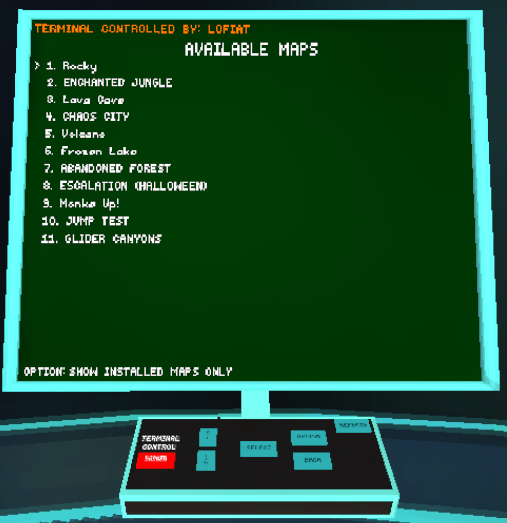 TERMINAL CONTROLLED BY: LOFIAT
AVAILABLE MAPS
> 1. Rocky
2. ENCHANTED JUNGLE
3. Lava Cave
4. CHAOS CITY
5. Volcano
6. Frozen Lake
7. ABANDONED FOREST
8. ESCALATION (HALLOWEEN)
9. Monke Up!
10. JUMP TEST
11. GLIDER CANYONS
OPTION: SHOW INSTALLED MAPS ONLY
TERMINAL
CONTROL
SELECT
OPTION
BACK